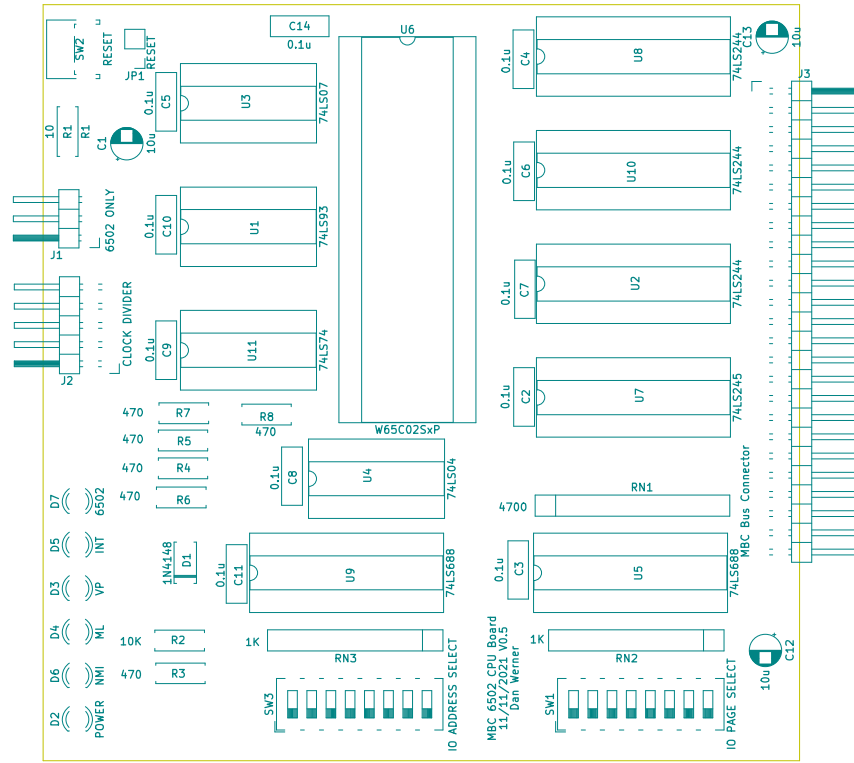 C14
0.1u
U6
W65C02SxP
SW2
RESET
RESET
JP1
10
R1
R1
C1
10u
0.1u
C5
U3
74LS07
0.1u
C10
U1
74LS93
0.1u
C9
U11
74LS74
J1
6502 ONLY
J2
CLOCK DIVIDER
0.1u
C4
U8
74LS244
C13
10u
J3
0.1u
C6
U10
74LS244
0.1u
C7
U2
74LS244
0.1u
C2
U7
74LS245
MBC Bus Connector
470
R7
R8
470
470
R5
470
R4
470
R6
0.1u
C8
U4
74LS04
RN1
4700
D7
6502
D5
INT
D3
VP
D4
ML
D6
NMI
D2
POWER
1N4148
D1
0.1u
C11
U9
74LS688
0.1u
C3
U5
74LS688
10K
R2
470
R3
1K
RN3
1K
RN2
C12
10u
SW3
IO ADDRESS SELECT
MBC 6502 CPU Board
11/11/2021 V0.5
Dan Werner
SW1
IO PAGE SELECT